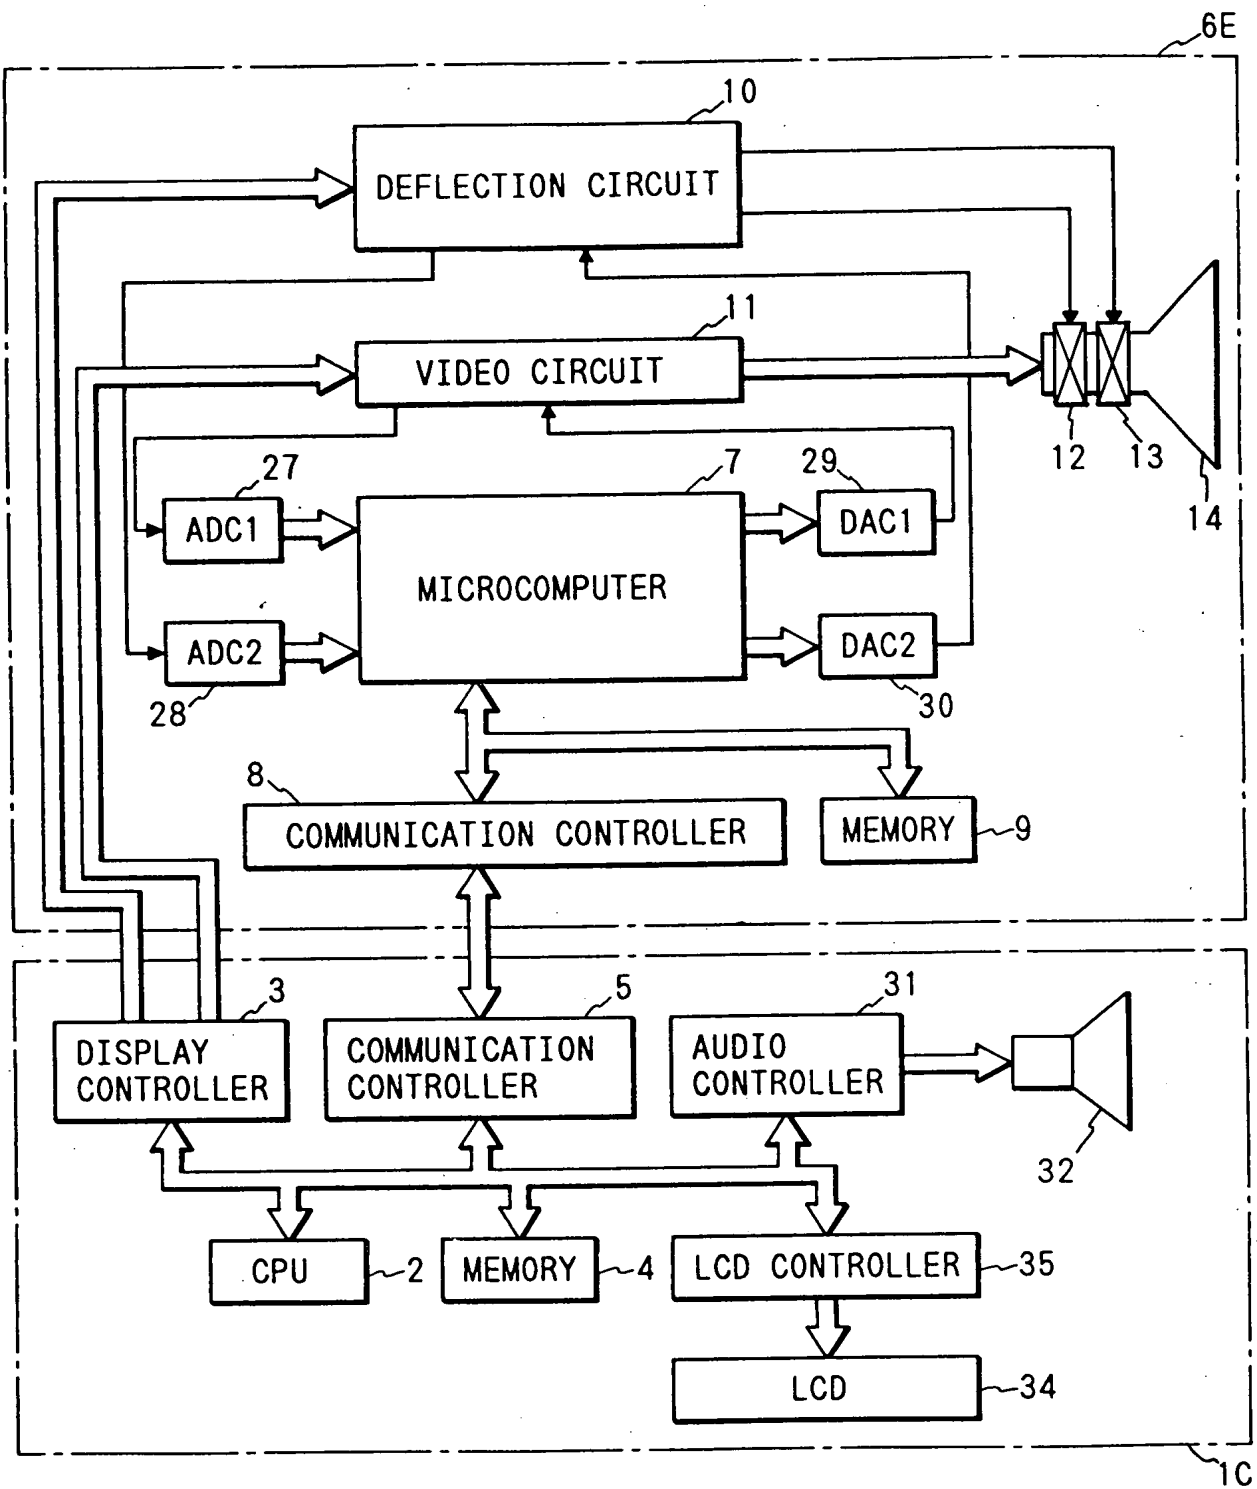 6E
10
DEFLECTION CIRCUIT
11
VIDEO CIRCUIT
12
13
14
27
7
29
ADC1
DAC1
MICROCOMPUTER
ADC2
DAC2
28
30
8
COMMUNICATION CONTROLLER
MEMORY
9
3
5
31
DISPLAY
CONTROLLER
COMMUNICATION
CONTROLLER
AUDIO
CONTROLLER
32
CPU
2
MEMORY
4
LCD CONTROLLER
35
LCD
34
1C